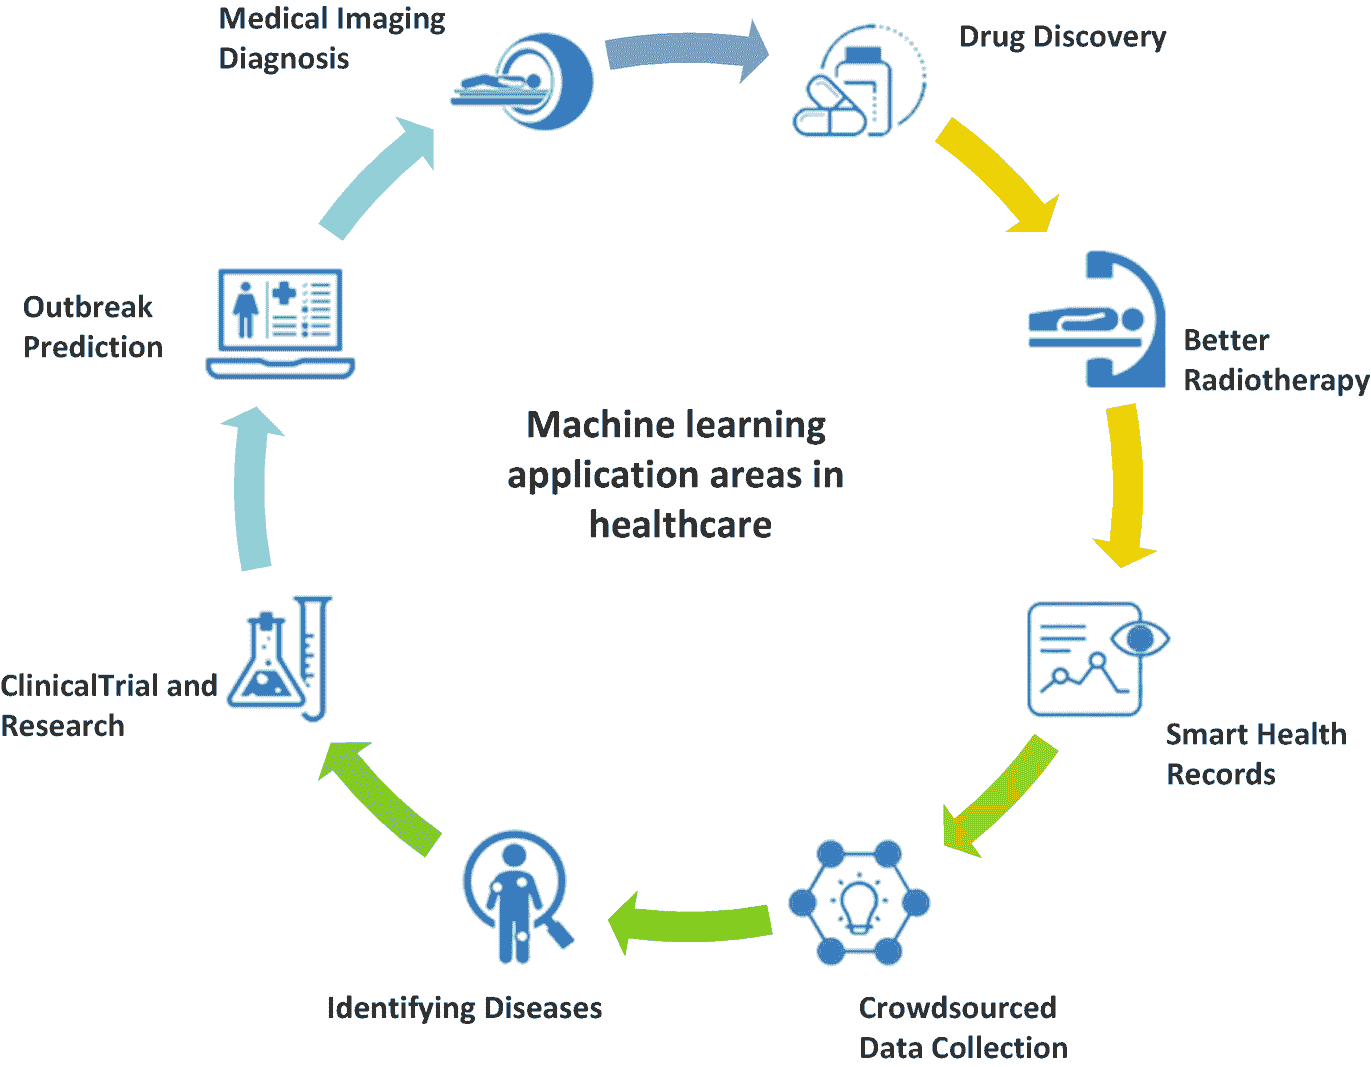 Medical Imaging
Diagnosis
Drug Discovery
Better
Radiotherapy
Smart Health
Records
Crowdsourced
Data Collection
Identifying Diseases
ClinicalTrial and
Research
Outbreak
Prediction
Machine learning
application areas in
healthcare